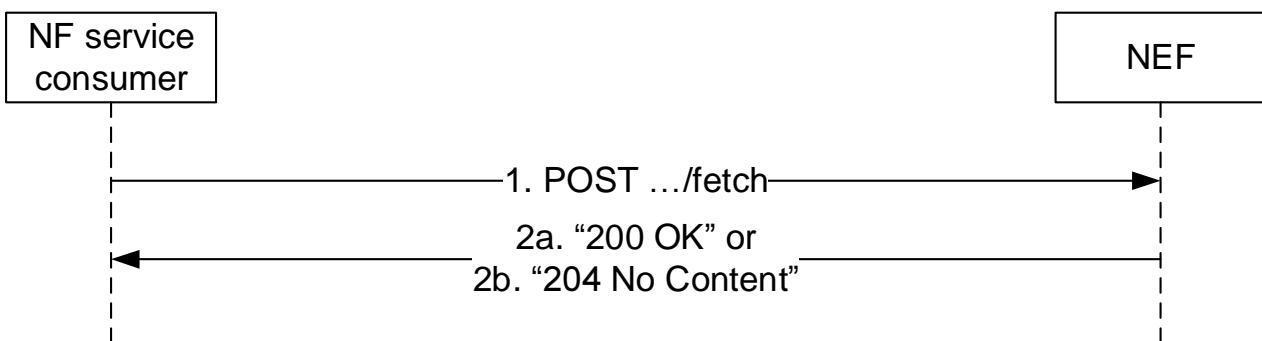 NF service
consumer
NEF
1. POST …/fetch
2a. “200 OK” or
2b. “204 No Content”